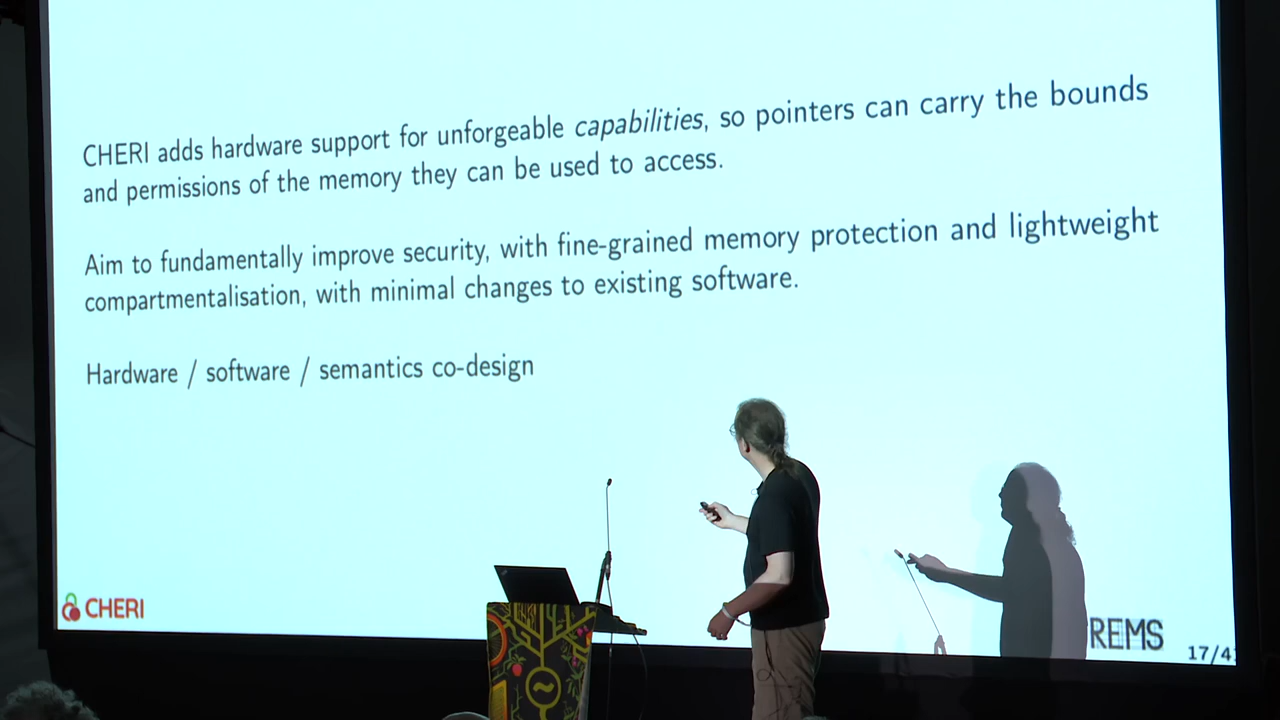 CHERI adds hardware support for unforgeable capabilities, so pointers can carry the bounds
and permissions of the memory they can be used to access.
Aim to fundamentally improve security, with fine-grained memory protection and lightweight
compartmentalisation, with minimal changes to existing software.
Hardware / software / semantics co-design
CHERI
REMS
17/4